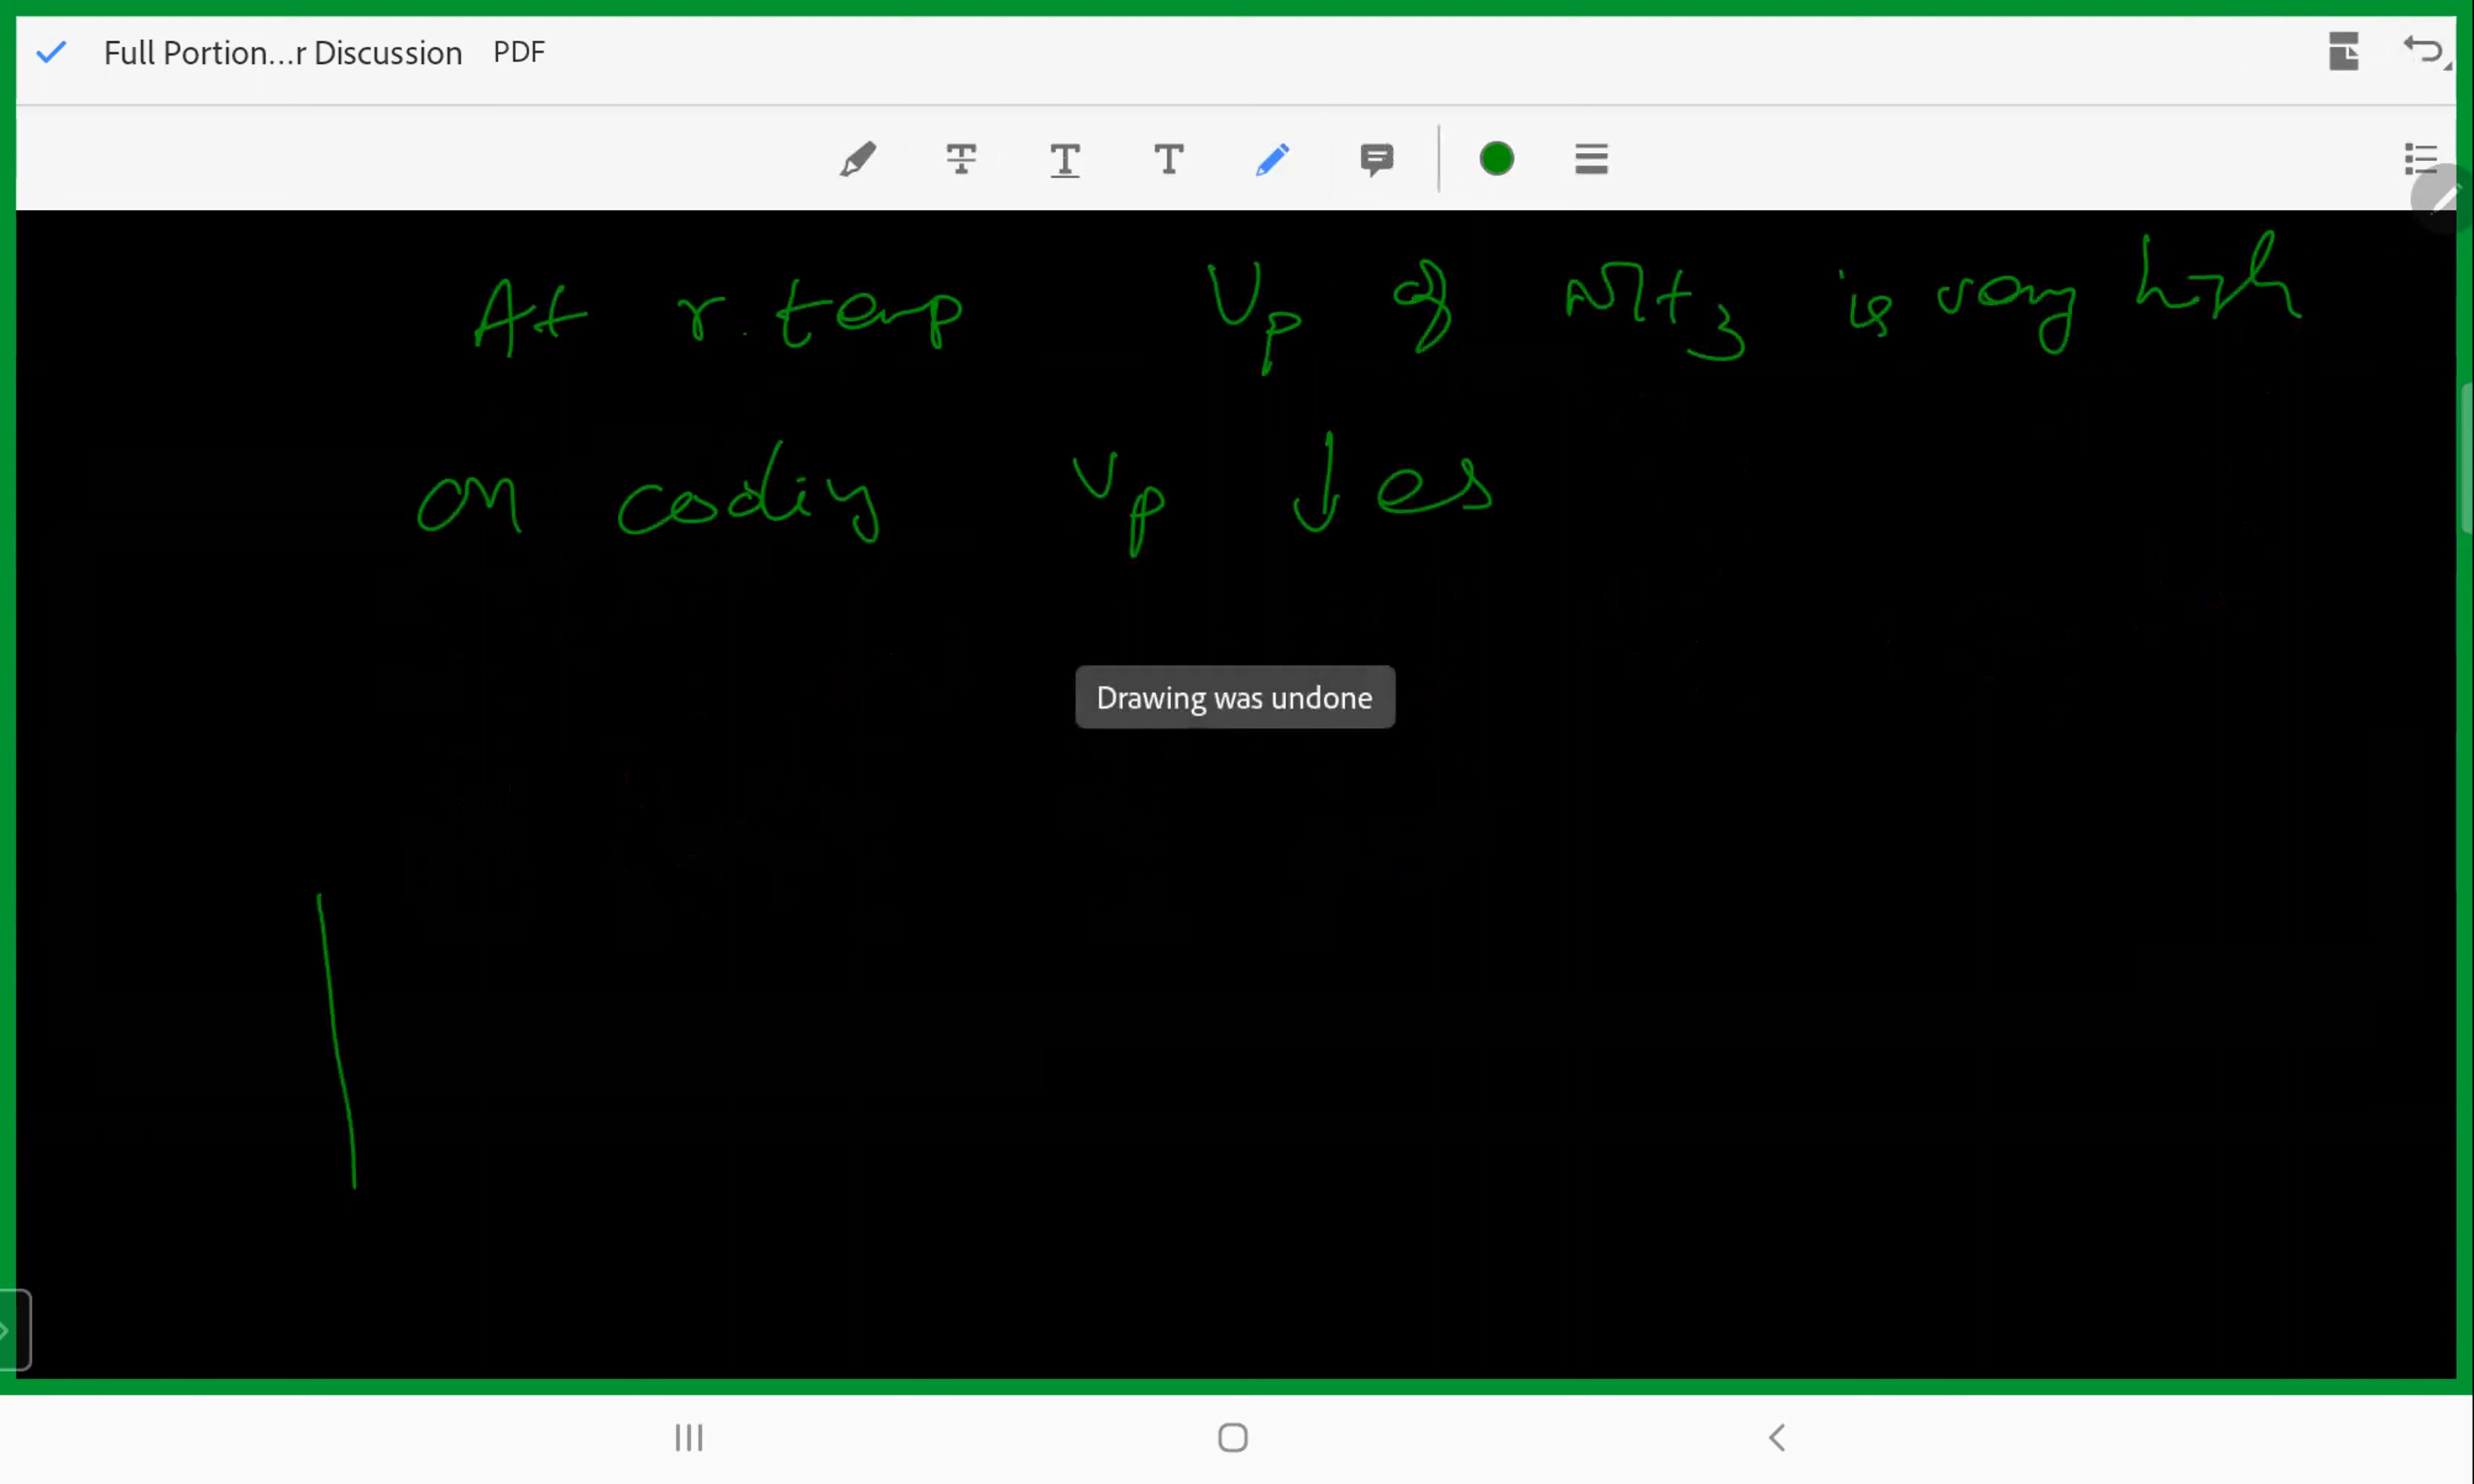 Full Portion...r Discussion PDF
At r. temp Vp of NH3 is very high
on cooling Vp ↓es
Drawing was undone